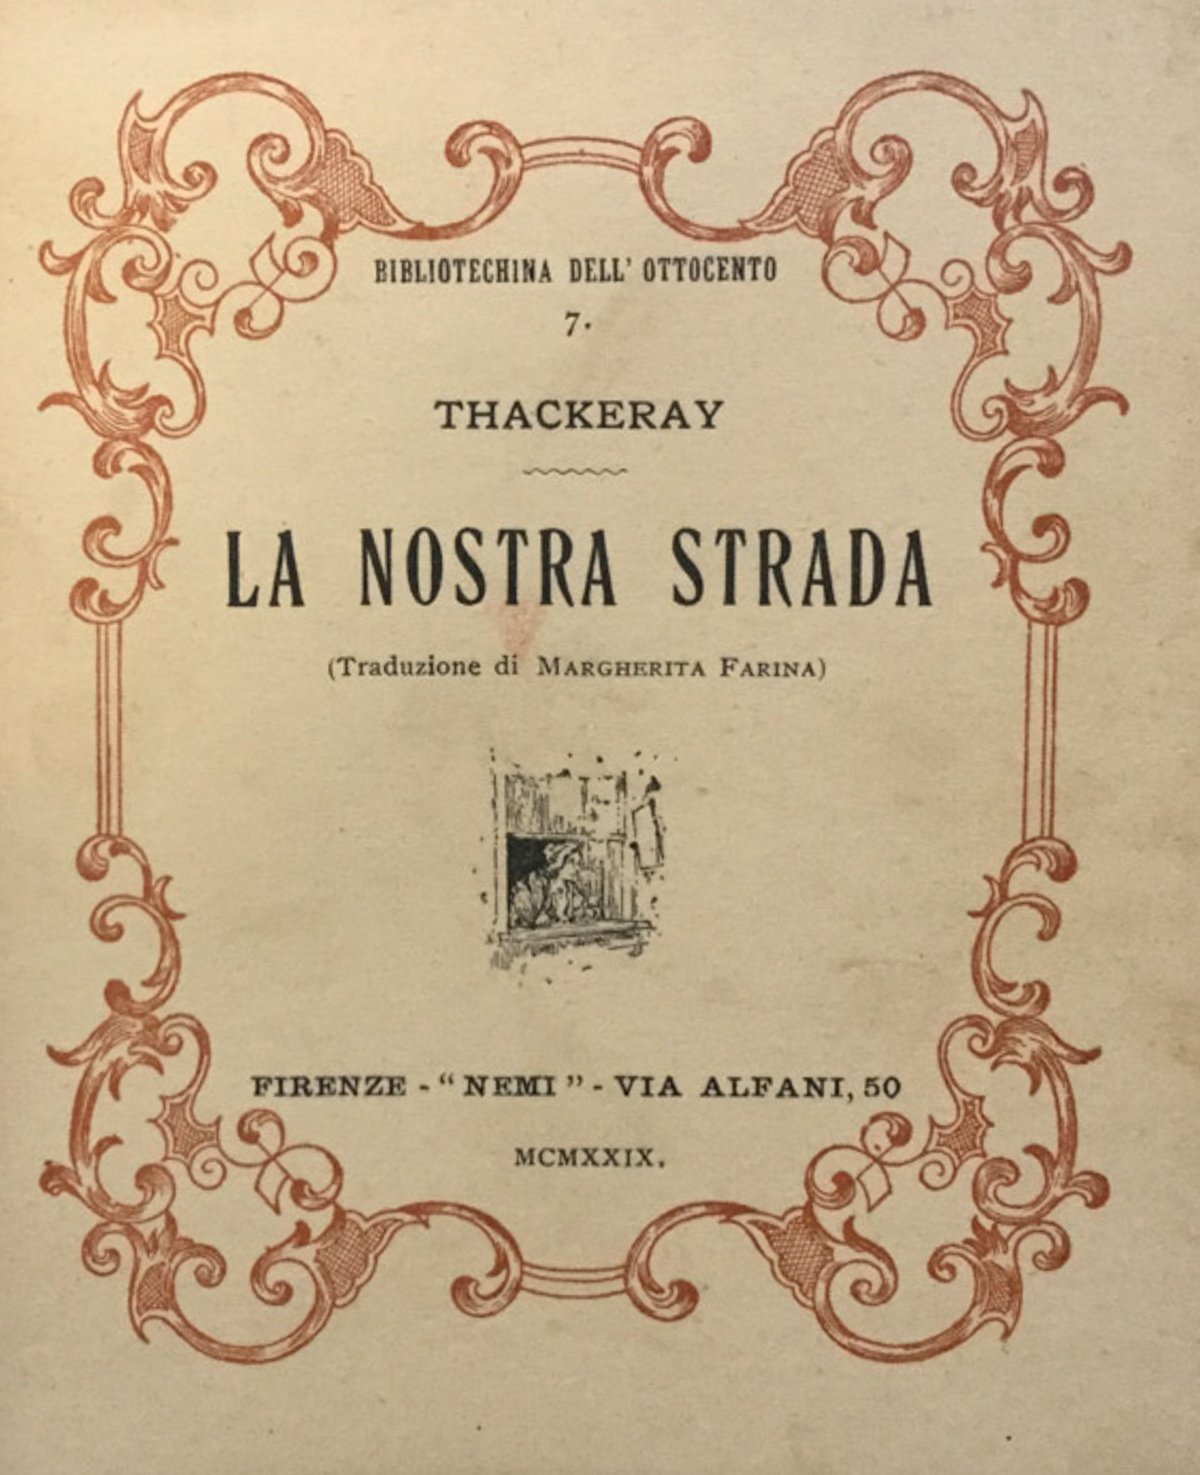 BIBLIOTECHINA DELL' OTTOCENTO
7.
THACKERAY
LA NOSTRA STRADA
(Traduzione di MARGHERITA FARINA)
FIRENZE - “ NEMI ” - VIA ALFANI, 50
MCMXXIX.